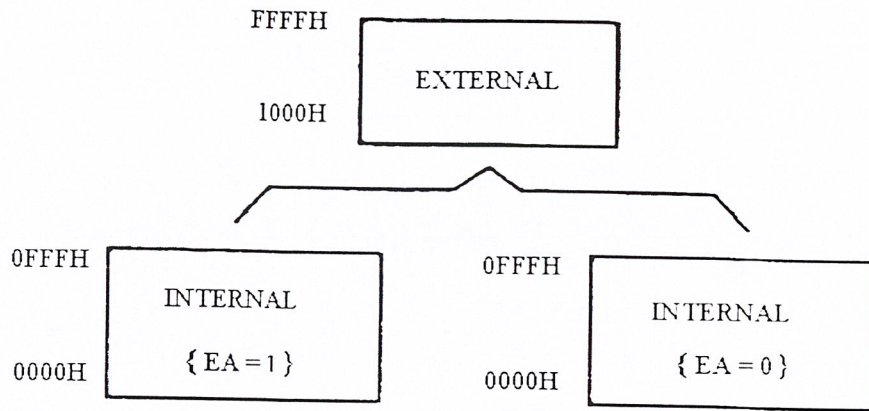 FFFFH
EXTERNAL
1000H
0FFFH
INTERNAL
{ EA = 1 }
0000H
0FFFH
INTERNAL
{ EA = 0 }
0000H